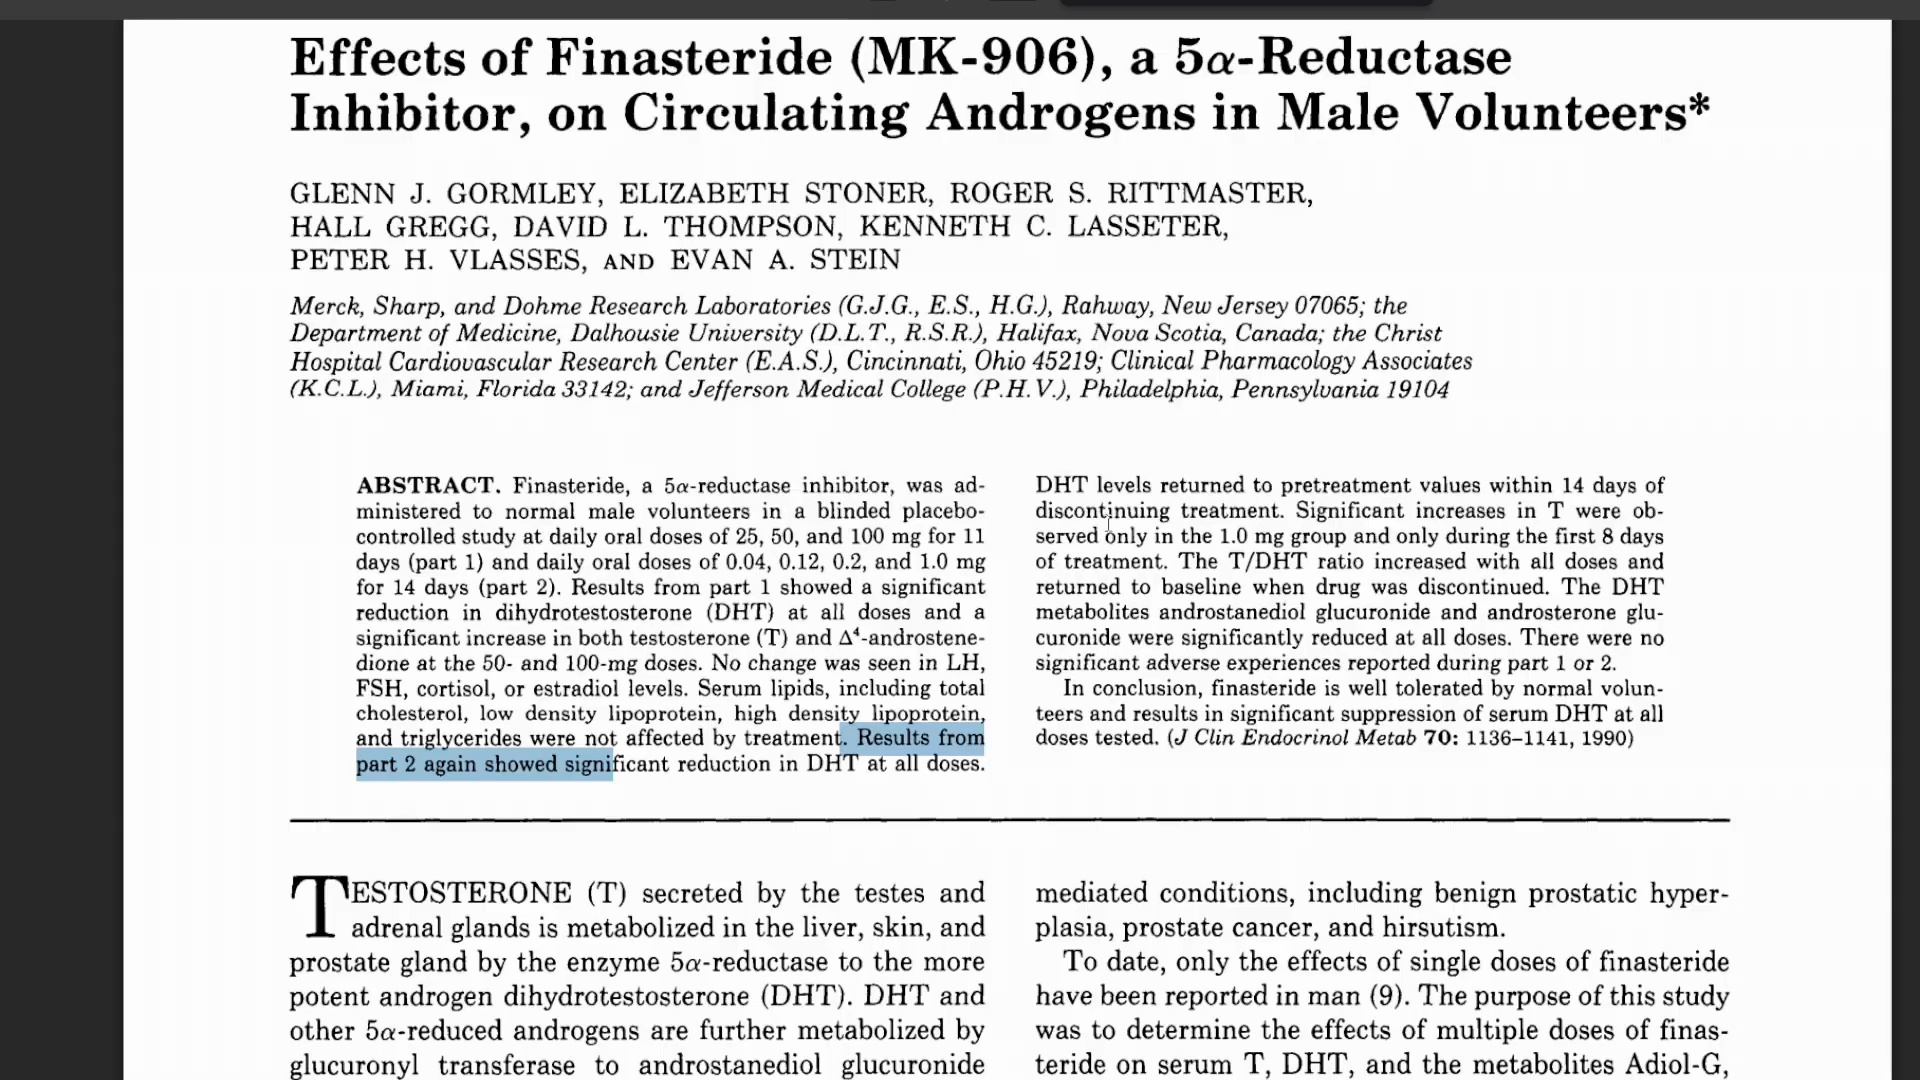 Effects of Finasteride (MK-906), a 5α-Reductase
Inhibitor, on Circulating Androgens in Male Volunteers*
GLENN J. GORMLEY, ELIZABETH STONER, ROGER S. RITTMASTER,
HALL GREGG, DAVID L. THOMPSON, KENNETH C. LASSETER,
PETER H. VLASSES, AND EVAN A. STEIN
Merck, Sharp, and Dohme Research Laboratories (G.J.G., E.S., H.G.), Rahway, New Jersey 07065; the
Department of Medicine, Dalhousie University (D.L.T., R.S.R.), Halifax, Nova Scotia, Canada; the Christ
Hospital Cardiovascular Research Center (E.A.S.), Cincinnati, Ohio 45219; Clinical Pharmacology Associates
(K.C.L.), Miami, Florida 33142; and Jefferson Medical College (P.H.V.), Philadelphia, Pennsylvania 19104
ABSTRACT. Finasteride, a 5α-reductase inhibitor, was ad-
ministered to normal male volunteers in a blinded placebo-
controlled study at daily oral doses of 25, 50, and 100 mg for 11
days (part 1) and daily oral doses of 0.04, 0.12, 0.2, and 1.0 mg
for 14 days (part 2). Results from part 1 showed a significant
reduction in dihydrotestosterone (DHT) at all doses and a
significant increase in both testosterone (T) and Δ⁴-androstene-
dione at the 50- and 100-mg doses. No change was seen in LH,
FSH, cortisol, or estradiol levels. Serum lipids, including total
cholesterol, low density lipoprotein, high density lipoprotein,
and triglycerides were not affected by treatment. Results from
part 2 again showed significant reduction in DHT at all doses.
DHT levels returned to pretreatment values within 14 days of
discontinuing treatment. Significant increases in T were ob-
served only in the 1.0 mg group and only during the first 8 days
of treatment. The T/DHT ratio increased with all doses and
returned to baseline when drug was discontinued. The DHT
metabolites androstanediol glucuronide and androsterone glu-
curonide were significantly reduced at all doses. There were no
significant adverse experiences reported during part 1 or 2.
In conclusion, finasteride is well tolerated by normal volun-
teers and results in significant suppression of serum DHT at all
doses tested. (J Clin Endocrinol Metab 70: 1136–1141, 1990)
TESTOSTERONE (T) secreted by the testes and
adrenal glands is metabolized in the liver, skin, and
prostate gland by the enzyme 5α-reductase to the more
potent androgen dihydrotestosterone (DHT). DHT and
other 5α-reduced androgens are further metabolized by
glucuronyl transferase to androstanediol glucuronide
mediated conditions, including benign prostatic hyper-
plasia, prostate cancer, and hirsutism.
To date, only the effects of single doses of finasteride
have been reported in man (9). The purpose of this study
was to determine the effects of multiple doses of finas-
teride on serum T, DHT, and the metabolites Adiol-G,